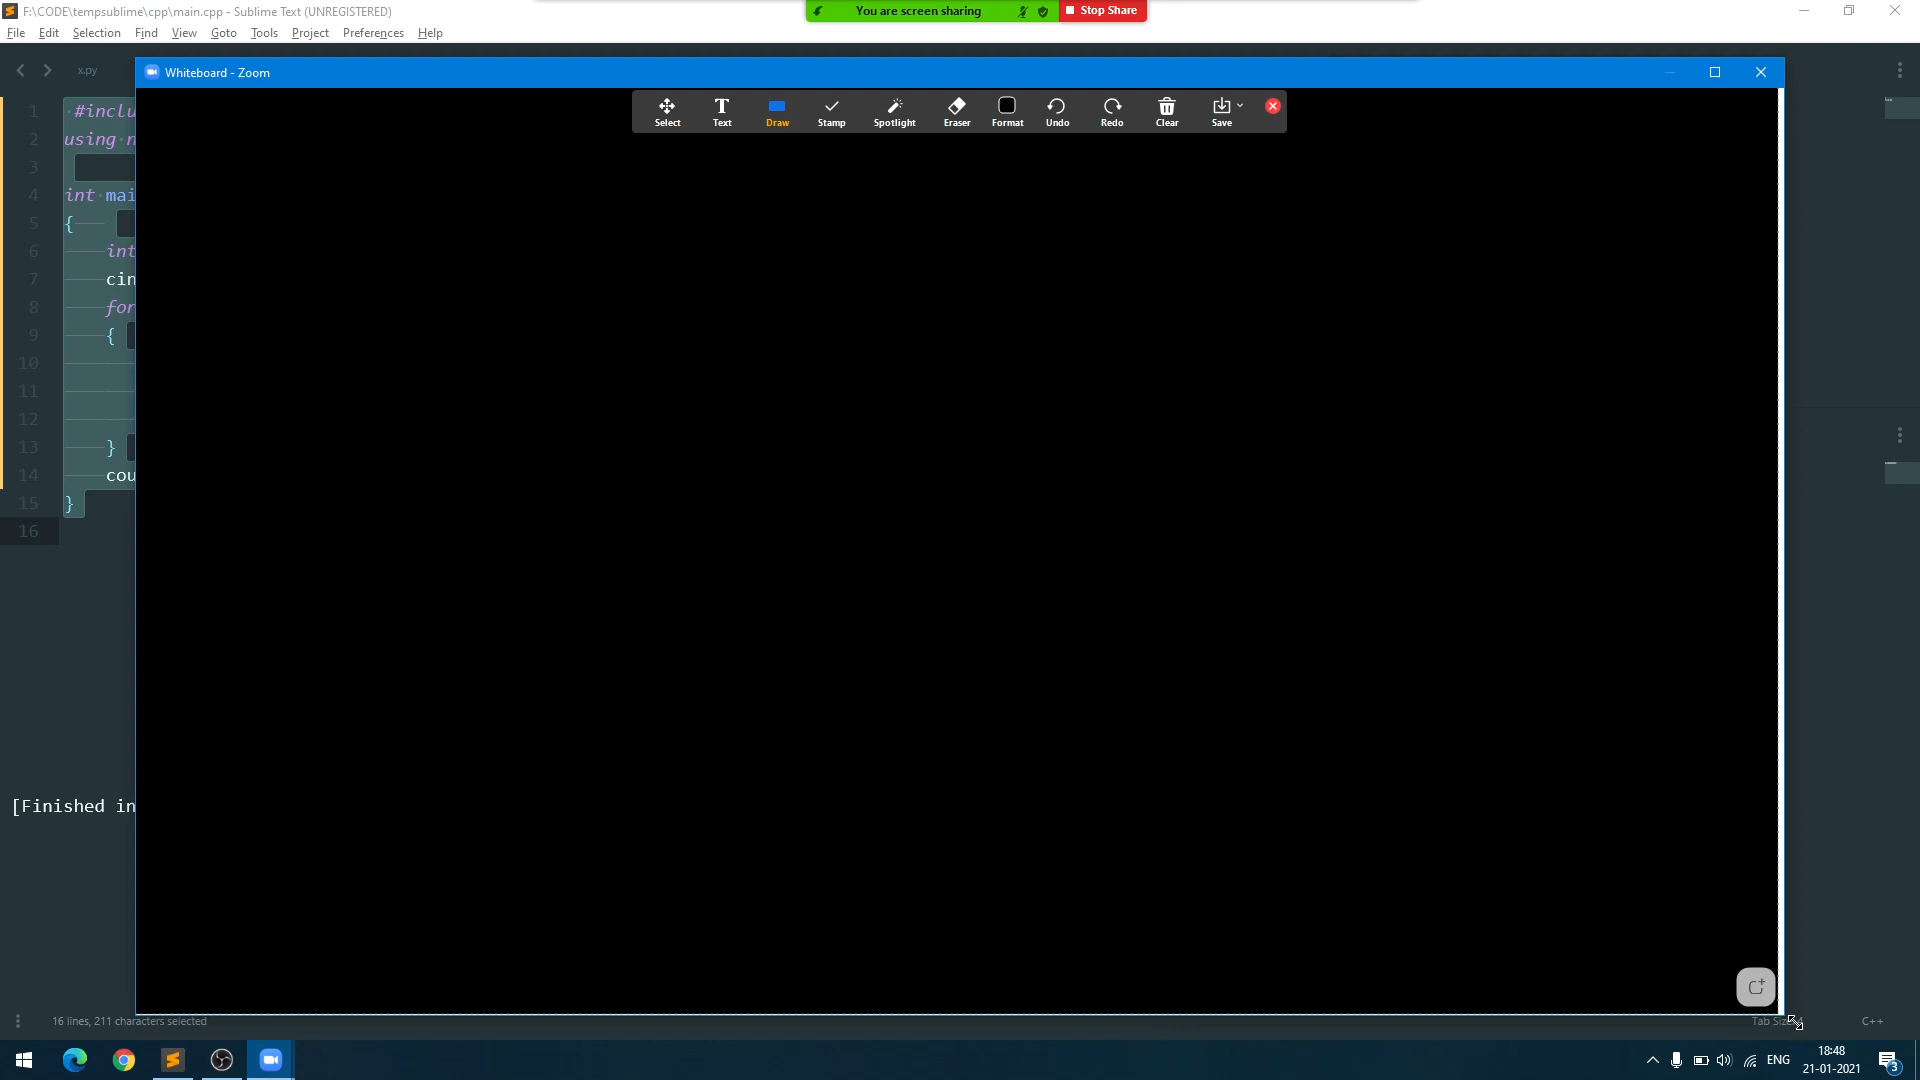 F:\CODE\tempsublime\cpp\main.cpp - Sublime Text (UNREGISTERED)
You are screen sharing
Stop Share
File Edit Selection Find View Goto Tools Project Preferences Help
x.py
Whiteboard - Zoom
Select Text Draw Stamp Spotlight Eraser Format Undo Redo Clear Save
1 #inclu
2 using n
3
4 int mai
5 {
6 int
7 cin
8 for
9 {
10
11
12
13 }
14 cou
15 }
16
[Finished in
16 lines, 211 characters selected
C++
ENG
18:48
21-01-2021
3